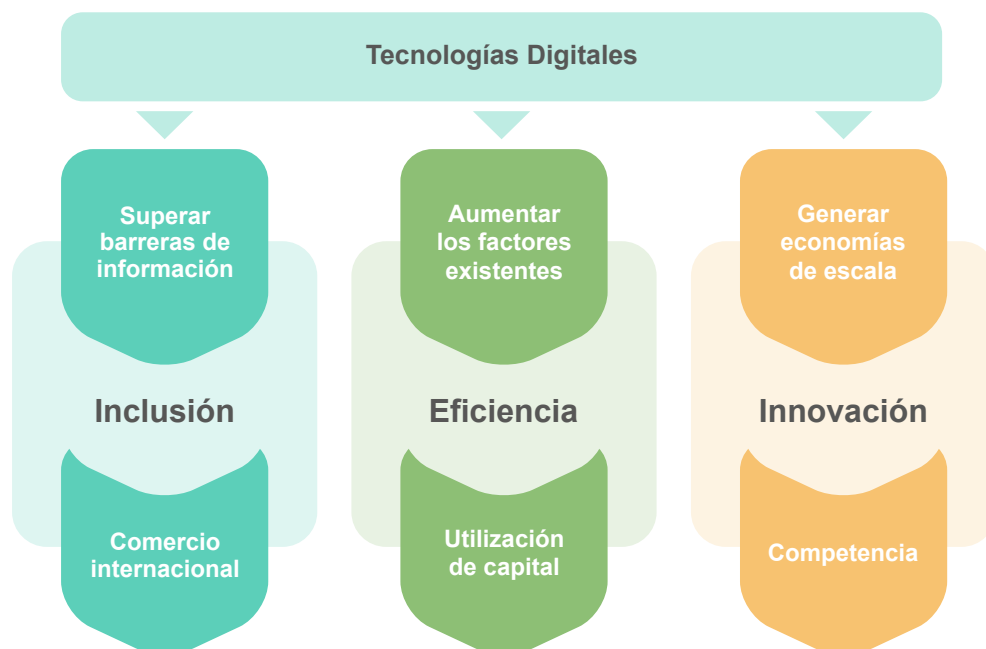 Tecnologías Digitales
Superar
barreras de
información
Inclusión
Comercio
internacional
Aumentar
los factores
existentes
Eficiencia
Utilización
de capital
Generar
economías
de escala
Innovación
Competencia